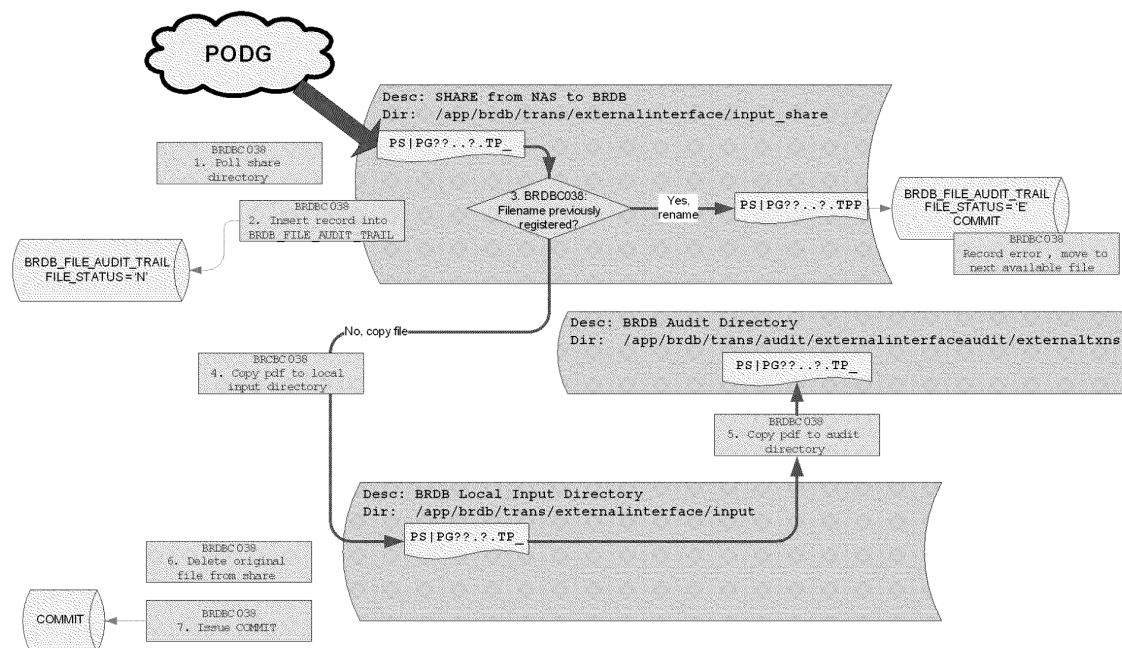 PODG
Desc: SHARE from NAS to BRDB
Dir: /app/brdb/trans/externalinterface/input_share
PS|PG??..?.TP_
BRDBC038
1. Poll share
directory
3. BRDBC038:
Filename previously
registered?
Yes,
rename
PS|PG??..?.TPP
BRDB_FILE_AUDIT_TRAIL
FILE_STATUS = 'E'
COMMIT
BRDBC038
Record error , move to
next available file
BRDBC038
2. Insert record into
BRDB_FILE_AUDIT_TRAIL
BRDB_FILE_AUDIT_TRAIL
FILE_STATUS = 'N'
No, copy file
Desc: BRDB Audit Directory
Dir: /app/brdb/trans/audit/externalinterfaceaudit/externaltxns
PS|PG??..?.TP_
BRCBC038
4. Copy pdf to local
input directory
BRDBC038
5. Copy pdf to audit
directory
Desc: BRDB Local Input Directory
Dir: /app/brdb/trans/externalinterface/input
PS|PG??.?.TP_
BRDBC038
6. Delete original
file from share
COMMIT
BRDBC038
7. Issue COMMIT